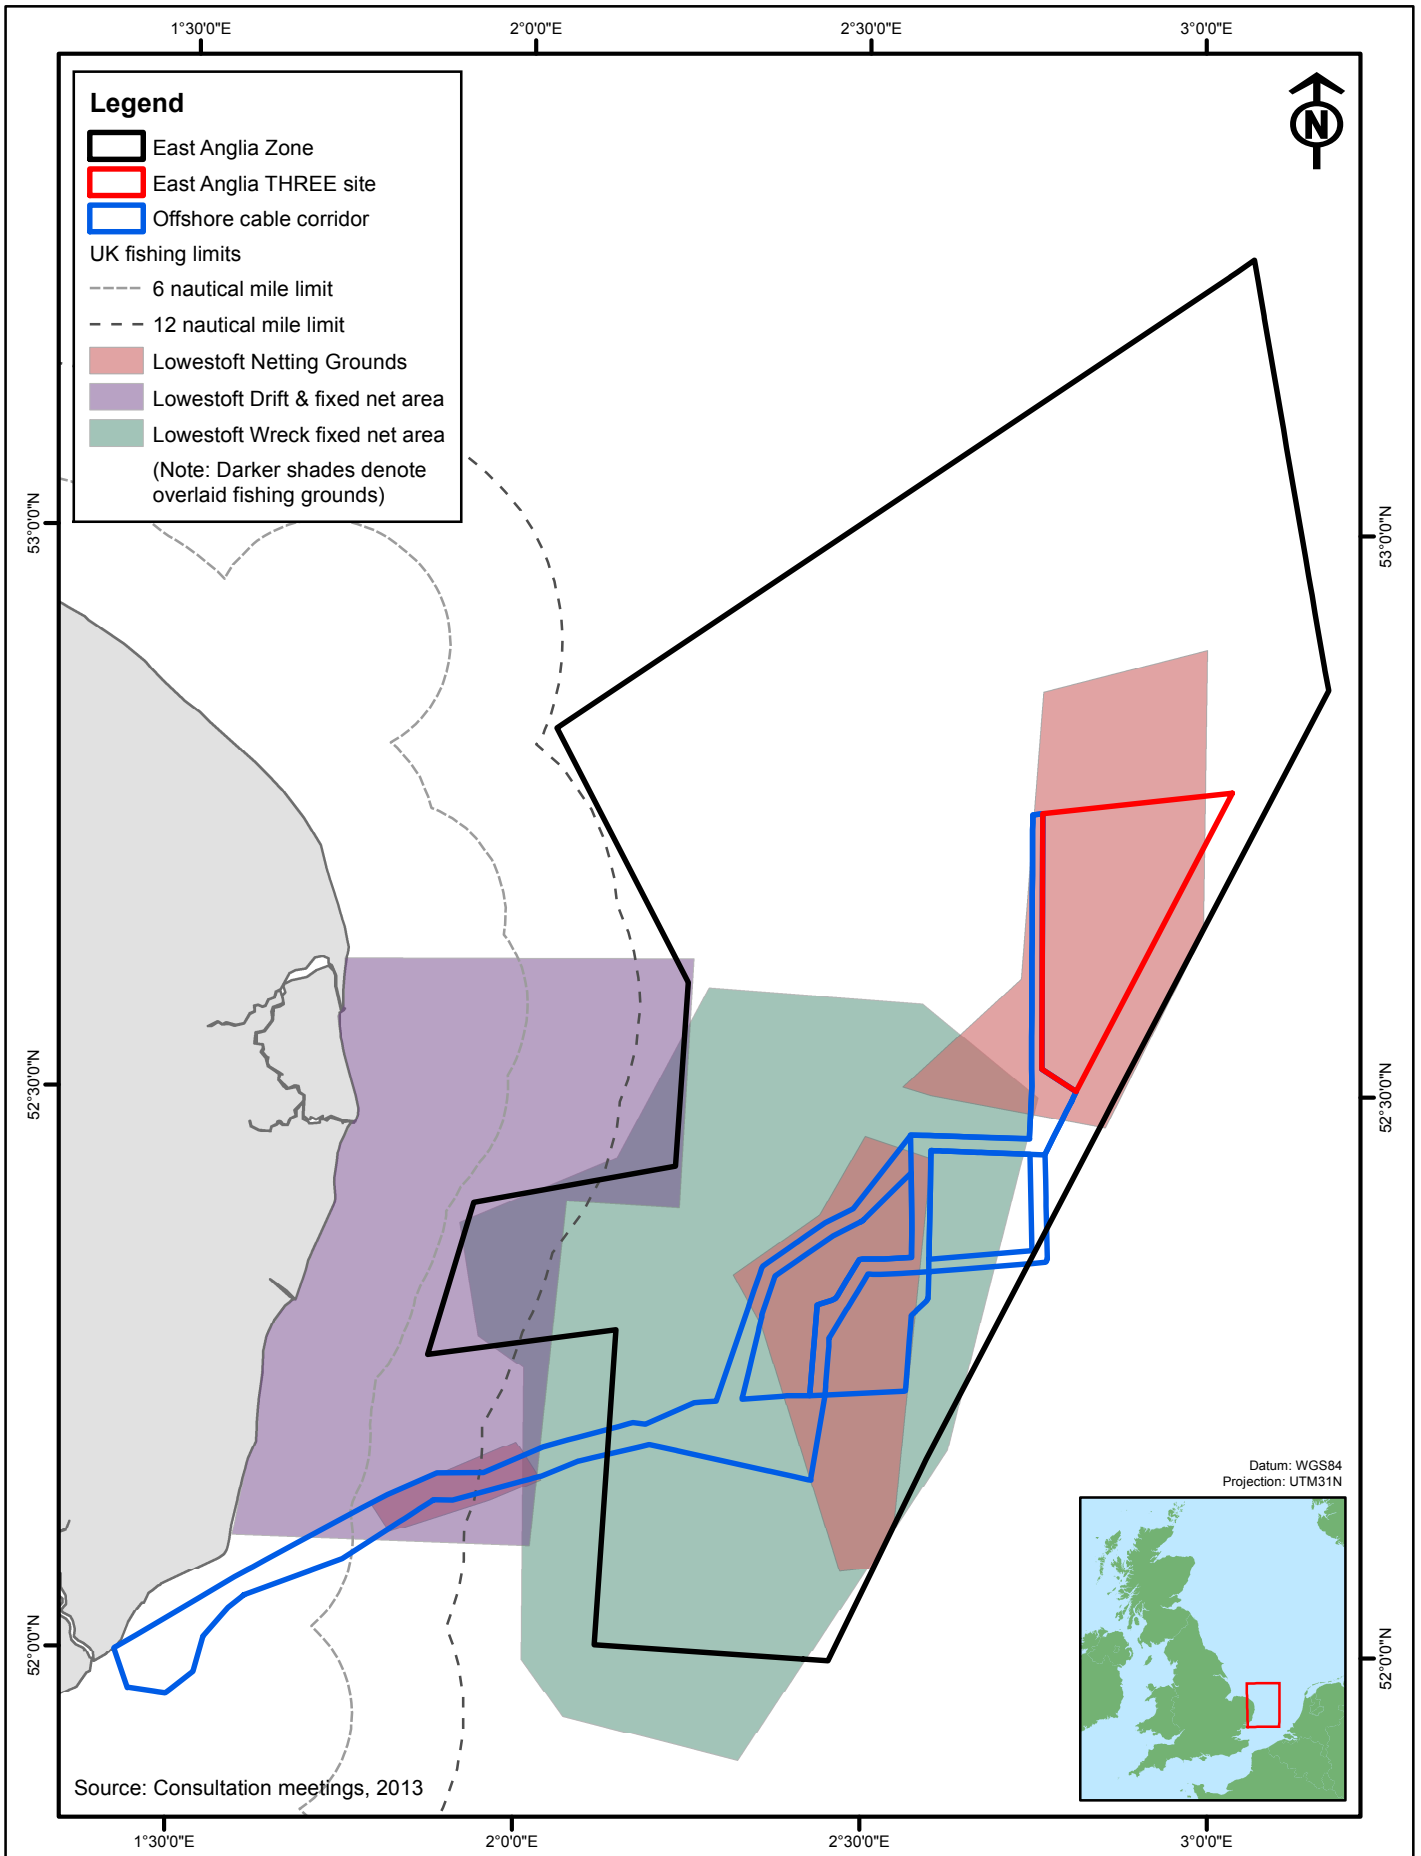 1°30'0"E
2°0'0"E
2°30'0"E
3°0'0"E
Legend
East Anglia Zone
East Anglia THREE site
Offshore cable corridor
UK fishing limits
6 nautical mile limit
12 nautical mile limit
Lowestoft Netting Grounds
Lowestoft Drift & fixed net area
Lowestoft Wreck fixed net area
(Note: Darker shades denote
overlaid fishing grounds)
N
53°0'0"N
53°0'0"N
52°30'0"N
52°30'0"N
52°0'0"N
52°0'0"N
Datum: WGS84
Projection: UTM31N
Source: Consultation meetings, 2013
1°30'0"E
2°0'0"E
2°30'0"E
3°0'0"E